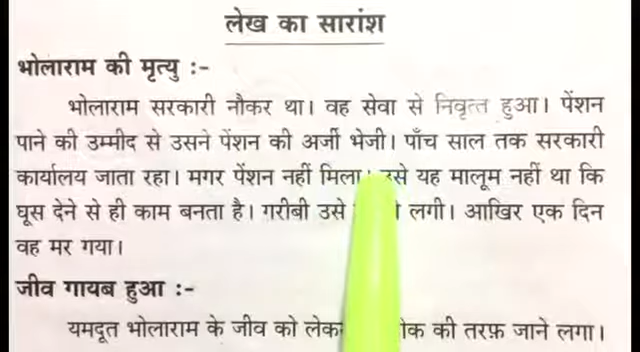 लेख का सारांश
भोलाराम की मृत्यु :-
भोलाराम सरकारी नौकर था। वह सेवा से निवृत्त हुआ। पेंशन
पाने की उम्मीद से उसने पेंशन की अर्जी भेजी। पाँच साल तक सरकारी
कार्यालय जाता रहा। मगर पेंशन नहीं मिला। उसे यह मालूम नहीं था कि
घूस देने से ही काम बनता है। गरीबी उसे लगी। आखिर एक दिन
वह मर गया।
जीव गायब हुआ :-
यमदूत भोलाराम के जीव को की तरफ़ जाने लगा।